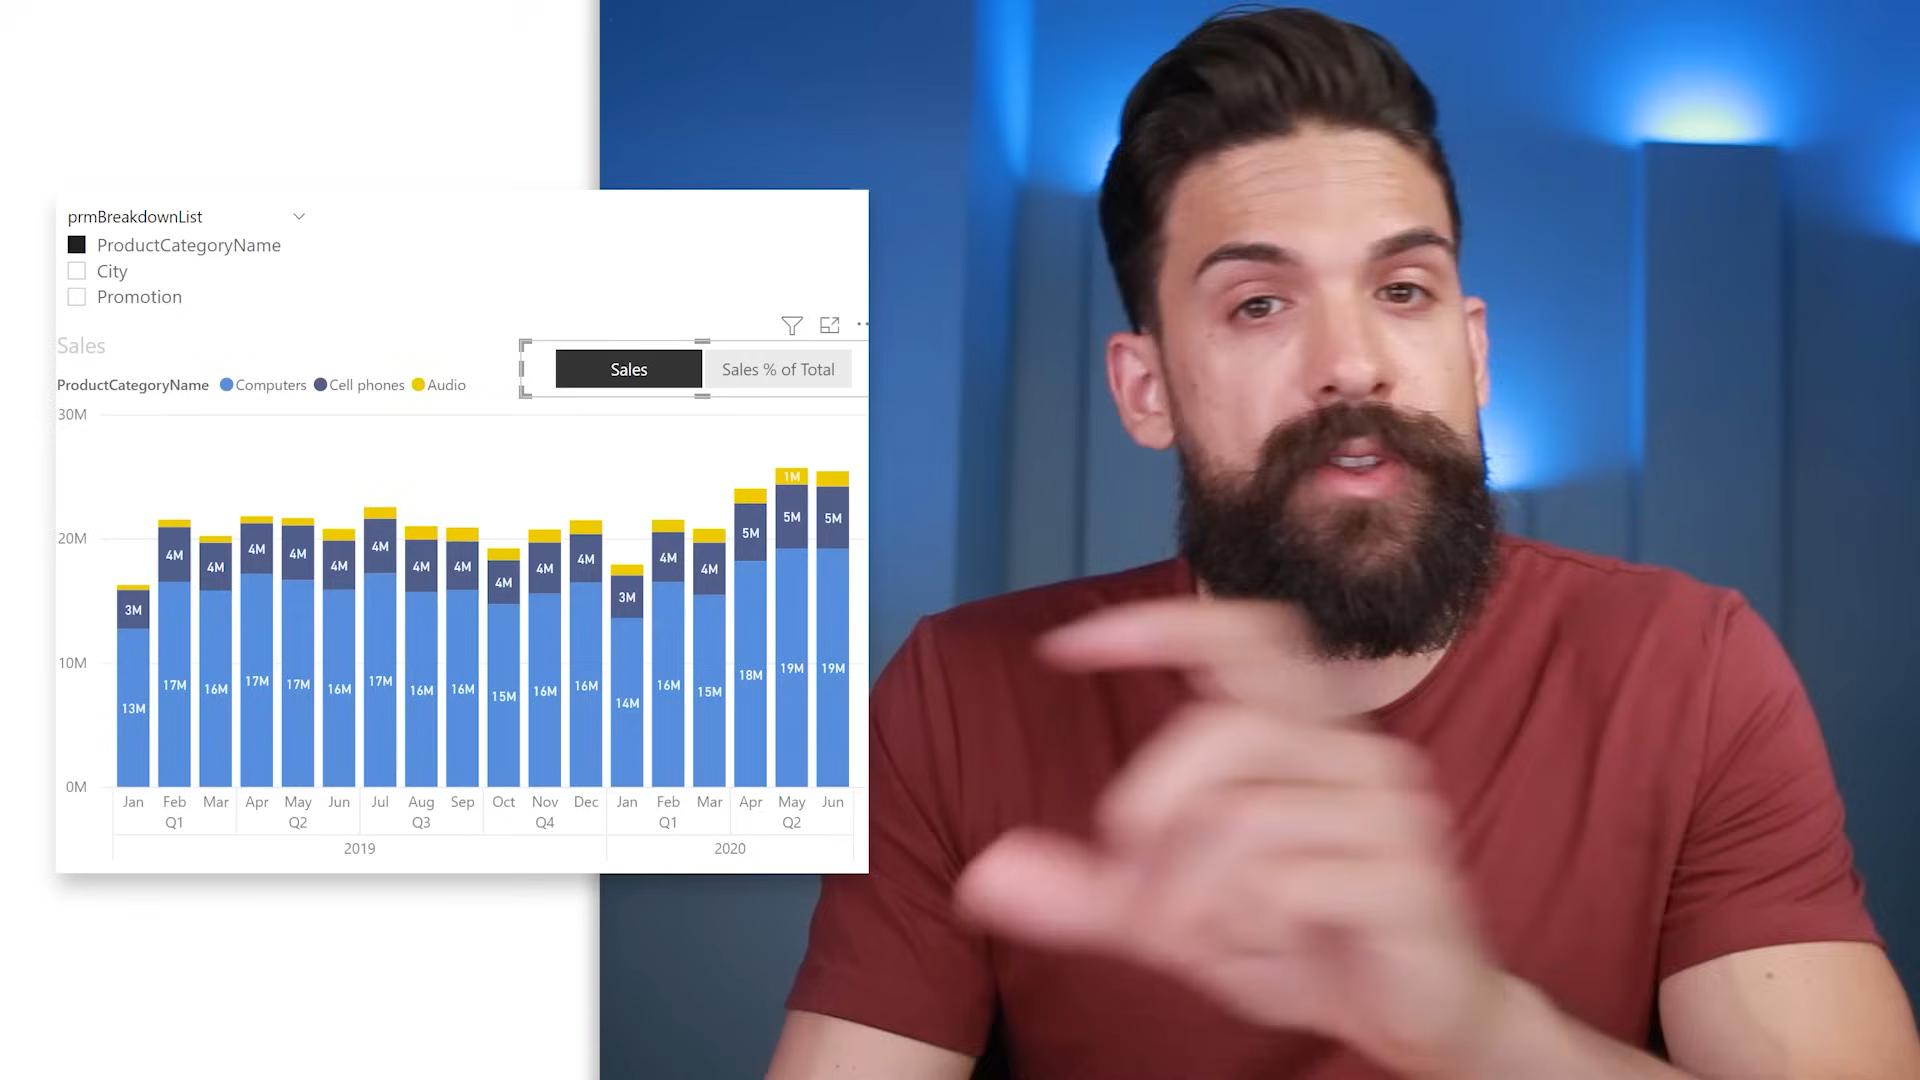 prmBreakdownList
ProductCategoryName
City
Promotion
Sales
Sales Sales % of Total
ProductCategoryName Computers Cell phones Audio
30M
20M
10M
0M
1M
4M 4M 4M 4M 4M 4M 4M 4M 4M 4M 4M 4M 4M 5M 5M 5M
3M 3M
13M 17M 16M 17M 17M 16M 17M 16M 16M 15M 16M 16M 14M 16M 15M 18M 19M 19M
Jan Feb Mar Apr May Jun Jul Aug Sep Oct Nov Dec Jan Feb Mar Apr May Jun
Q1 Q2 Q3 Q4 Q1 Q2
2019 2020